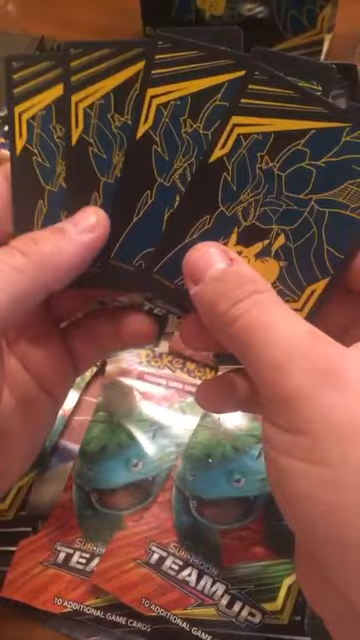 POKÉMON
TRADING CARD GAME
SUN & MOON
TEAM UP
10 ADDITIONAL GAME CARDS
SUN & MOON
TEAM UP
10 ADDITIONAL GAME CARDS